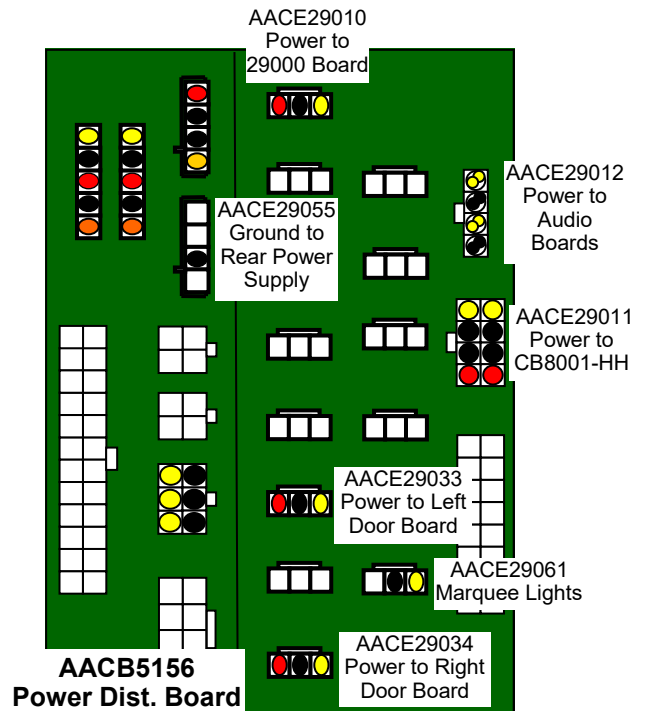 AACE29010
Power to
29000 Board
AACE29012
Power to
Audio
Boards
AACE29055
Ground to
Rear Power
Supply
AACE29011
Power to
CB8001-HH
AACE29033
Power to Left
Door Board
AACE29061
Marquee Lights
AACE29034
Power to Right
Door Board
AACB5156
Power Dist. Board